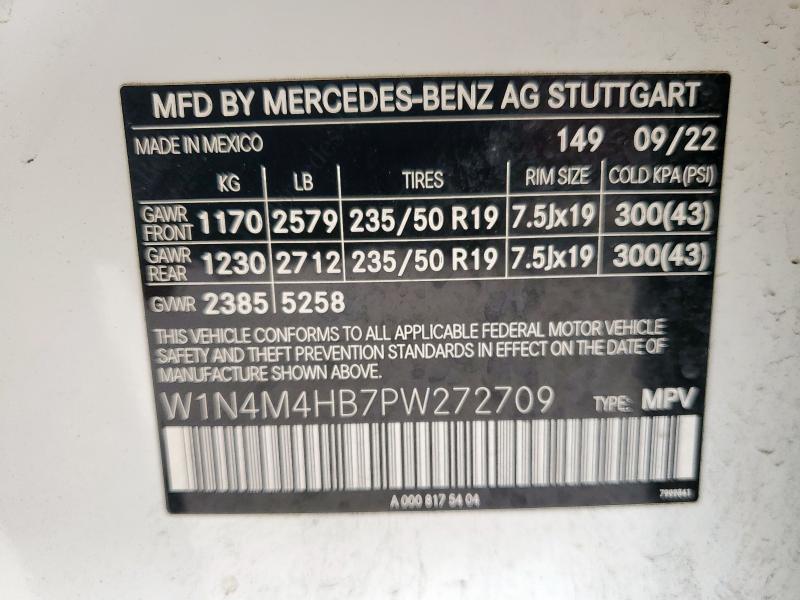 MFD BY MERCEDES-BENZ AG STUTTGART
MADE IN MEXICO 149 09/22
KG LB TIRES RIM SIZE COLD KPA(PSI)
GAWR FRONT 1170 2579 235/50 R19 7.5Jx19 300(43)
GAWR REAR 1230 2712 235/50 R19 7.5Jx19 300(43)
GVWR 2385 5258
THIS VEHICLE CONFORMS TO ALL APPLICABLE FEDERAL MOTOR VEHICLE
SAFETY AND THEFT PREVENTION STANDARDS IN EFFECT ON THE DATE OF
MANUFACTURE SHOWN ABOVE.
W1N4M4HB7PW272709 TYPE: MPV
A 000 817 54 04